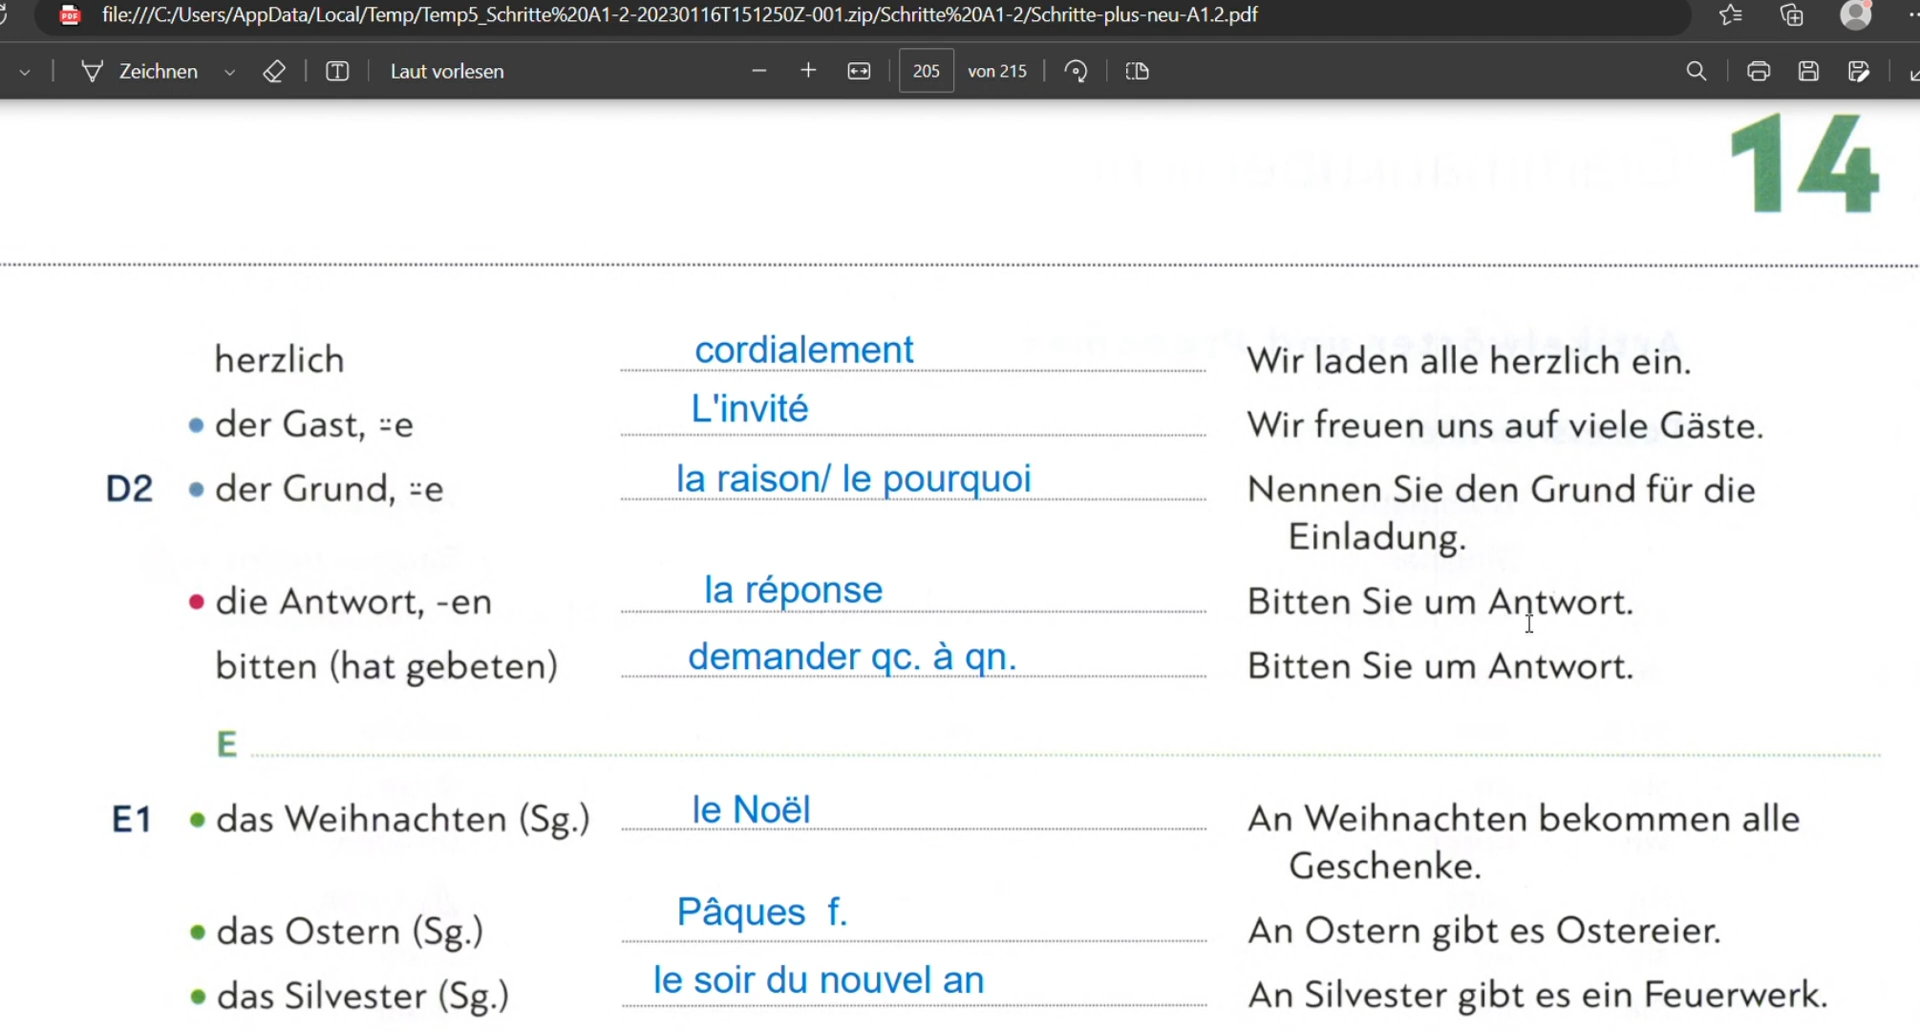 file:///C:/Users/AppData/Local/Temp/Temp5_Schritte%20A1-2-20230116T151250Z-001.zip/Schritte%20A1-2/Schritte-plus-neu-A1.2.pdf
Zeichnen Laut vorlesen 205 von 215
14
herzlich cordialement Wir laden alle herzlich ein.
der Gast, ¨-e L'invité Wir freuen uns auf viele Gäste.
D2 der Grund, ¨-e la raison/ le pourquoi Nennen Sie den Grund für die
Einladung.
die Antwort, -en la réponse Bitten Sie um Antwort.
bitten (hat gebeten) demander qc. à qn. Bitten Sie um Antwort.
E
E1 das Weihnachten (Sg.) le Noël An Weihnachten bekommen alle
Geschenke.
das Ostern (Sg.) Pâques f. An Ostern gibt es Ostereier.
das Silvester (Sg.) le soir du nouvel an An Silvester gibt es ein Feuerwerk.